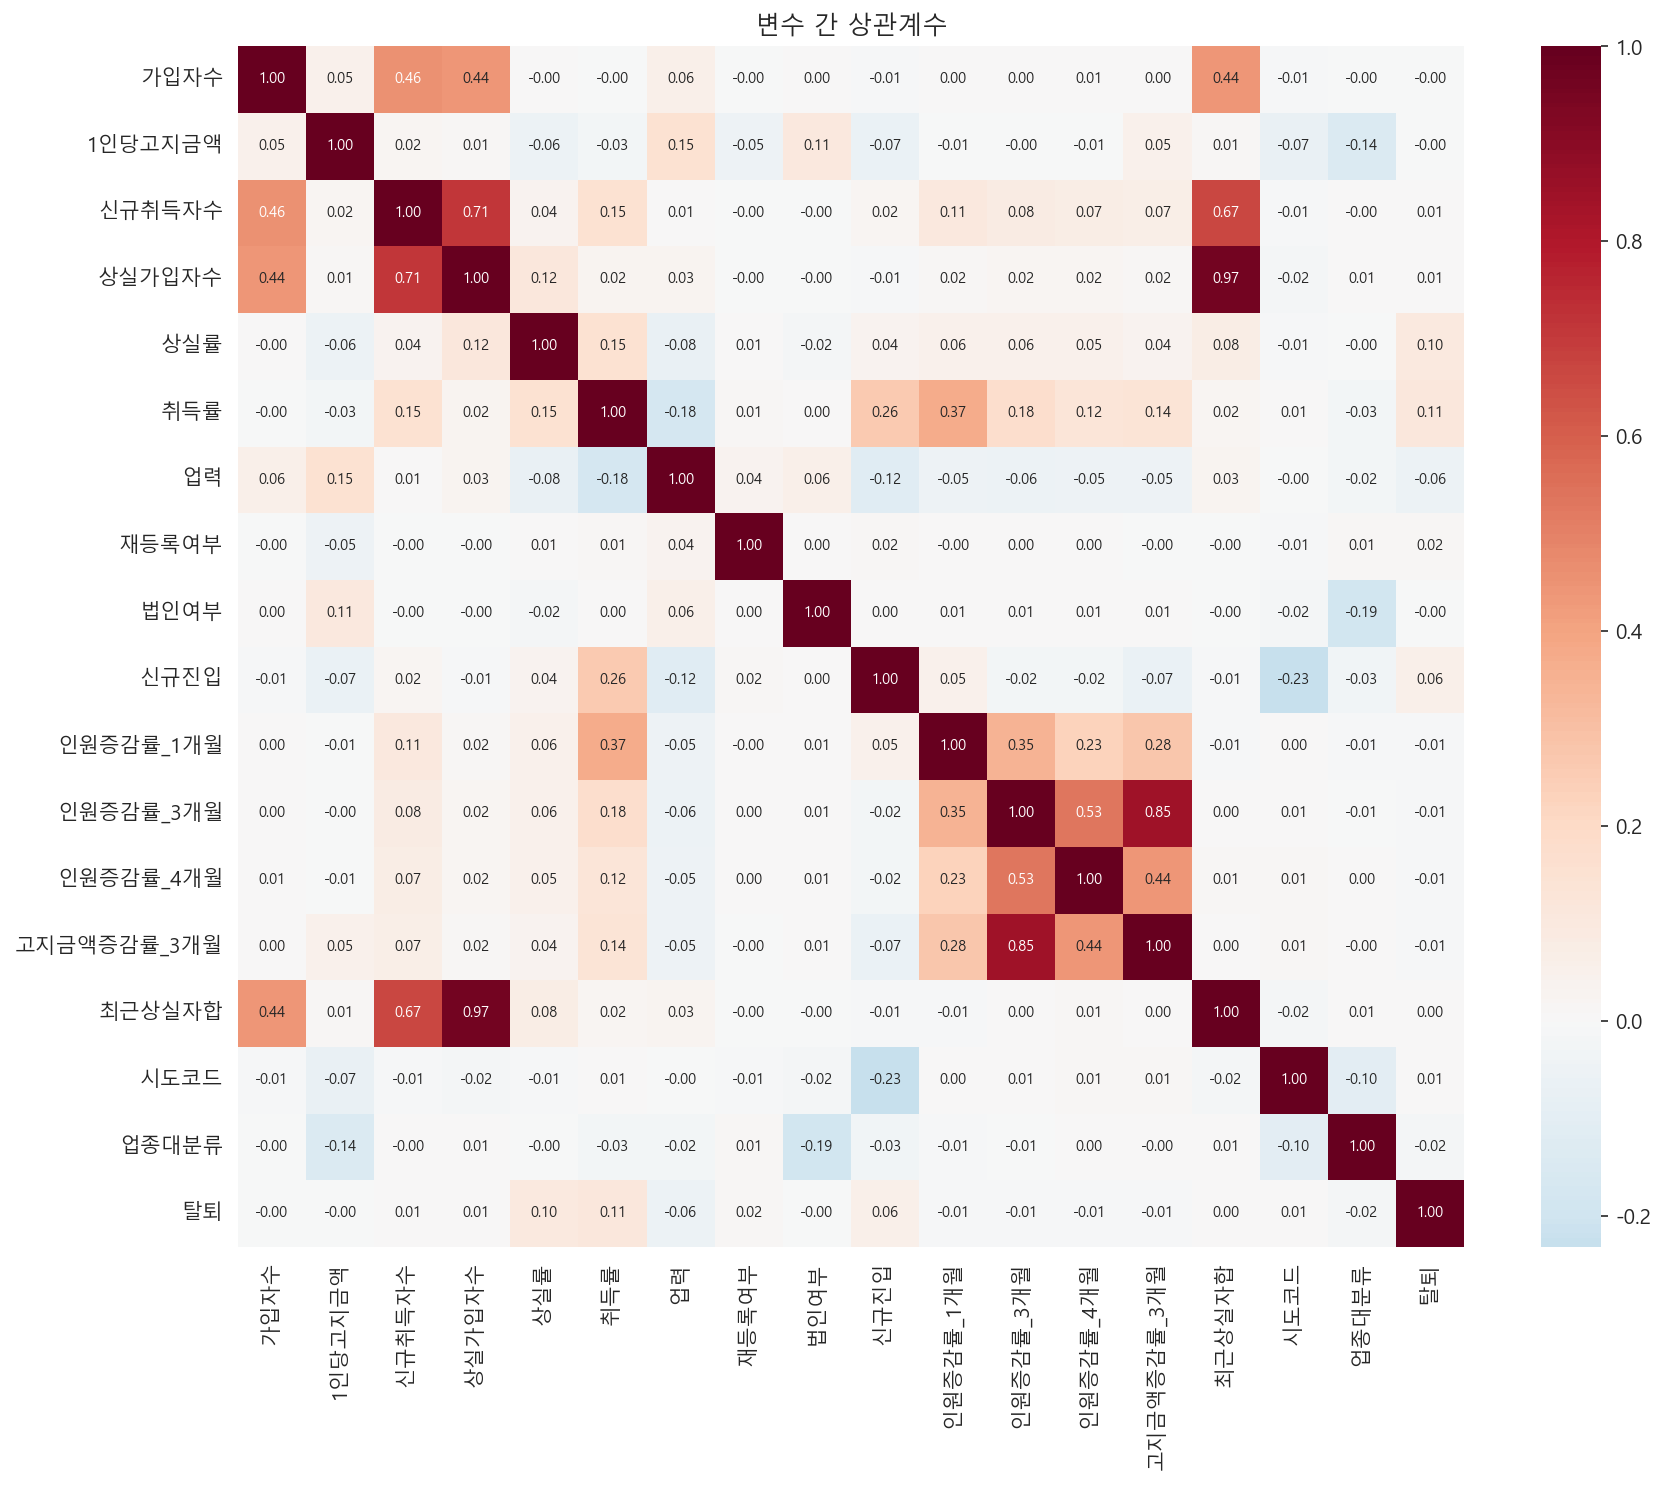 변수 간 상관계수
가입자수 1.00 0.05 0.46 0.44 -0.00 -0.00 0.06 -0.00 0.00 -0.01 0.00 0.00 0.01 0.00 0.44 -0.01 -0.00 -0.00
1인당고지금액 0.05 1.00 0.02 0.01 -0.06 -0.03 0.15 -0.05 0.11 -0.07 -0.01 -0.00 -0.01 0.05 0.01 -0.07 -0.14 -0.00
신규취득자수 0.46 0.02 1.00 0.71 0.04 0.15 0.01 -0.00 -0.00 0.02 0.11 0.08 0.07 0.07 0.67 -0.01 -0.00 0.01
상실가입자수 0.44 0.01 0.71 1.00 0.12 0.02 0.03 -0.00 -0.00 -0.01 0.02 0.02 0.02 0.02 0.97 -0.02 0.01 0.01
상실률 -0.00 -0.06 0.04 0.12 1.00 0.15 -0.08 0.01 -0.02 0.04 0.06 0.06 0.05 0.04 0.08 -0.01 -0.00 0.10
취득률 -0.00 -0.03 0.15 0.02 0.15 1.00 -0.18 0.01 0.00 0.26 0.37 0.18 0.12 0.14 0.02 0.01 -0.03 0.11
업력 0.06 0.15 0.01 0.03 -0.08 -0.18 1.00 0.04 0.06 -0.12 -0.05 -0.06 -0.05 -0.05 0.03 -0.00 -0.02 -0.06
재등록여부 -0.00 -0.05 -0.00 -0.00 0.01 0.01 0.04 1.00 0.00 0.02 -0.00 0.00 0.00 -0.00 -0.00 -0.01 0.01 0.02
법인여부 0.00 0.11 -0.00 -0.00 -0.02 0.00 0.06 0.00 1.00 0.00 0.01 0.01 0.01 0.01 -0.00 -0.02 -0.19 -0.00
신규진입 -0.01 -0.07 0.02 -0.01 0.04 0.26 -0.12 0.02 0.00 1.00 0.05 -0.02 -0.02 -0.07 -0.01 -0.23 -0.03 0.06
인원증감률_1개월 0.00 -0.01 0.11 0.02 0.06 0.37 -0.05 -0.00 0.01 0.05 1.00 0.35 0.23 0.28 -0.01 0.00 -0.01 -0.01
인원증감률_3개월 0.00 -0.00 0.08 0.02 0.06 0.18 -0.06 0.00 0.01 -0.02 0.35 1.00 0.53 0.85 0.00 0.01 -0.01 -0.01
인원증감률_4개월 0.01 -0.01 0.07 0.02 0.05 0.12 -0.05 0.00 0.01 -0.02 0.23 0.53 1.00 0.44 0.01 0.01 0.00 -0.01
고지금액증감률_3개월 0.00 0.05 0.07 0.02 0.04 0.14 -0.05 -0.00 0.01 -0.07 0.28 0.85 0.44 1.00 0.00 0.01 -0.00 -0.01
최근상실자합 0.44 0.01 0.67 0.97 0.08 0.02 0.03 -0.00 -0.00 -0.01 -0.01 0.00 0.01 0.00 1.00 -0.02 0.01 0.00
시도코드 -0.01 -0.07 -0.01 -0.02 -0.01 0.01 -0.00 -0.01 -0.02 -0.23 0.00 0.01 0.01 0.01 -0.02 1.00 -0.10 0.01
업종대분류 -0.00 -0.14 -0.00 0.01 -0.00 -0.03 -0.02 0.01 -0.19 -0.03 -0.01 -0.01 0.00 -0.00 0.01 -0.10 1.00 -0.02
탈퇴 -0.00 -0.00 0.01 0.01 0.10 0.11 -0.06 0.02 -0.00 0.06 -0.01 -0.01 -0.01 -0.01 0.00 0.01 -0.02 1.00
가입자수
1인당고지금액
신규취득자수
상실가입자수
상실률
취득률
업력
재등록여부
법인여부
신규진입
인원증감률_1개월
인원증감률_3개월
인원증감률_4개월
고지금액증감률_3개월
최근상실자합
시도코드
업종대분류
탈퇴
1.0
0.8
0.6
0.4
0.2
0.0
-0.2